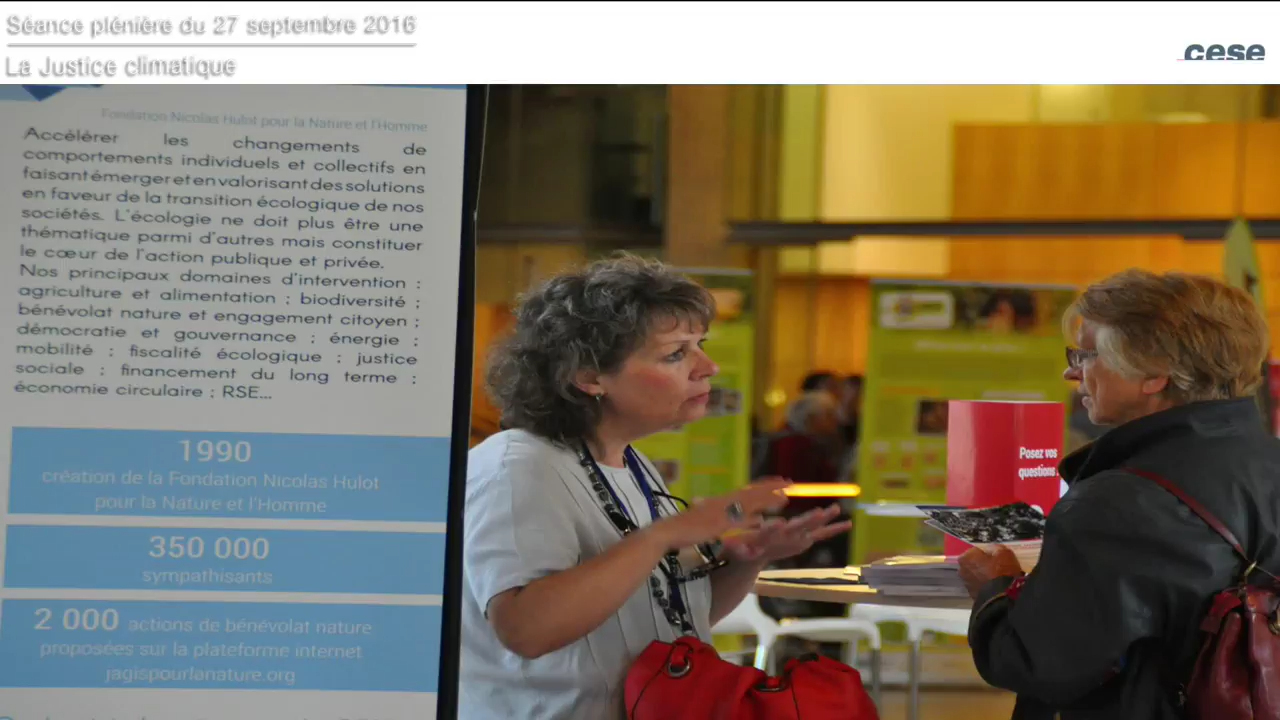 Séance plénière du 27 septembre 2016
La Justice climatique
cese
Fondation Nicolas Hulot pour la Nature et l'Homme
Accélérer les changements de
comportements individuels et collectifs en
faisant émerger et en valorisant des solutions
en faveur de la transition écologique de nos
sociétés. L'écologie ne doit plus être une
thématique parmi d'autres mais constituer
le cœur de l'action publique et privée.
Nos principaux domaines d'intervention :
agriculture et alimentation ; biodiversité ;
bénévolat nature et engagement citoyen ;
démocratie et gouvernance ; énergie ;
mobilité ; fiscalité écologique ; justice
sociale ; financement du long terme ;
économie circulaire ; RSE...
1990
création de la Fondation Nicolas Hulot
pour la Nature et l'Homme
350 000
sympathisants
2 000 actions de bénévolat nature
proposées sur la plateforme internet
jagispourlanature.org
Posez vos
questions